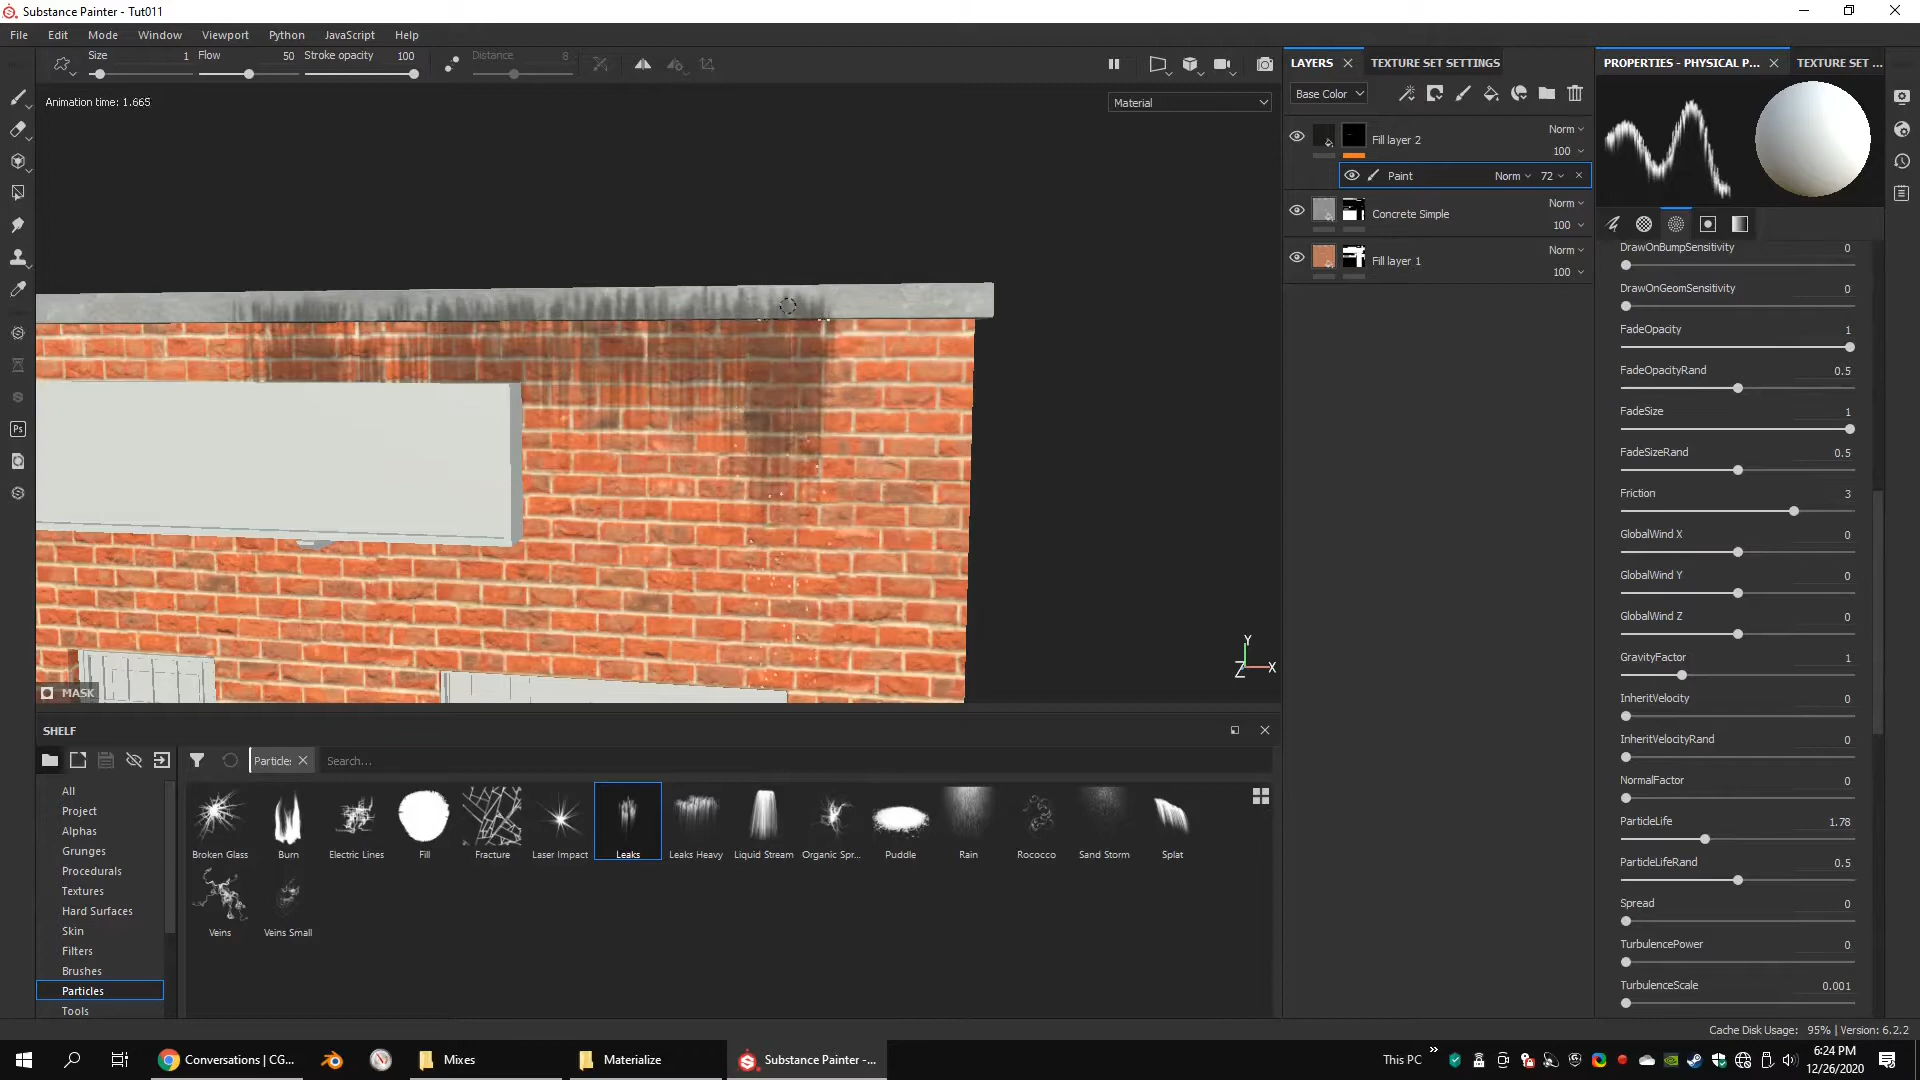 Substance Painter - Tut011
File Edit Mode Window Viewport Python JavaScript Help
Size 1 Flow 50 Stroke opacity 100 Distance 8
Animation time: 1.665
Material
Y
Z X
MASK
LAYERS TEXTURE SET SETTINGS
Base Color
Fill layer 2 Norm
100
Paint Norm 72
Concrete Simple Norm
100
Fill layer 1 Norm
100
PROPERTIES - PHYSICAL P... TEXTURE SET ...
DrawOnBumpSensitivity 0
DrawOnGeomSensitivity 0
FadeOpacity 1
FadeOpacityRand 0.5
FadeSize 1
FadeSizeRand 0.5
Friction 3
GlobalWind X 0
GlobalWind Y 0
GlobalWind Z 0
GravityFactor 1
InheritVelocity 0
InheritVelocityRand 0
NormalFactor 0
ParticleLife 1.78
ParticleLifeRand 0.5
Spread 0
TurbulencePower 0
TurbulenceScale 0.001
SHELF
Particles Search...
All
Project
Alphas
Grunges
Procedurals
Textures
Hard Surfaces
Skin
Filters
Brushes
Particles
Tools
Broken Glass Burn Electric Lines Fill Fracture Laser Impact Leaks Leaks Heavy Liquid Stream Organic Spr... Puddle Rain Rococco Sand Storm Splat
Veins Veins Small
Cache Disk Usage: 95% | Version: 6.2.2
Ps
Conversations | CG... Mixes Materialize Substance Painter -... This PC 6:24 PM
12/26/2020